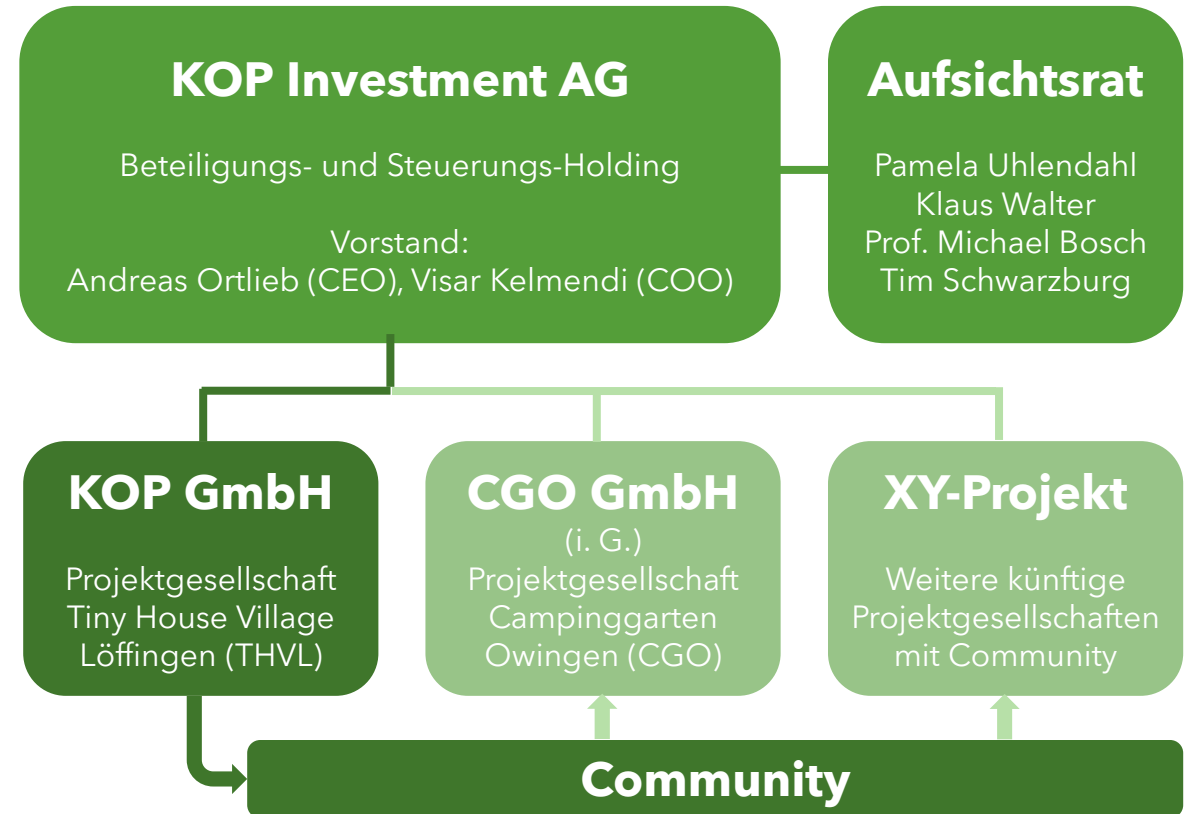 KOP Investment AG
Beteiligungs- und Steuerungs-Holding
Vorstand:
Andreas Ortlieb (CEO), Visar Kelmendi (COO)
Aufsichtsrat
Pamela Uhlendahl
Klaus Walter
Prof. Michael Bosch
Tim Schwarzburg
KOP GmbH
Projektgesellschaft
Tiny House Village
Löffingen (THVL)
CGO GmbH
(i. G.)
Projektgesellschaft
Campinggarten
Owingen (CGO)
XY-Projekt
Weitere künftige
Projektgesellschaften
mit Community
Community